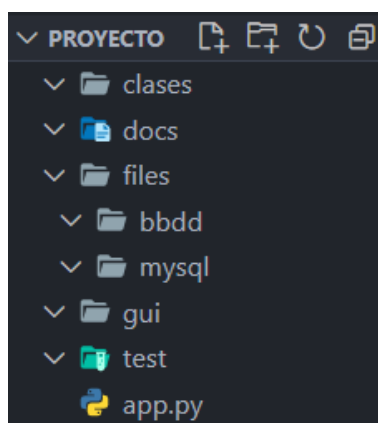 PROYECTO
clases
docs
files
bbdd
mysql
gui
test
app.py